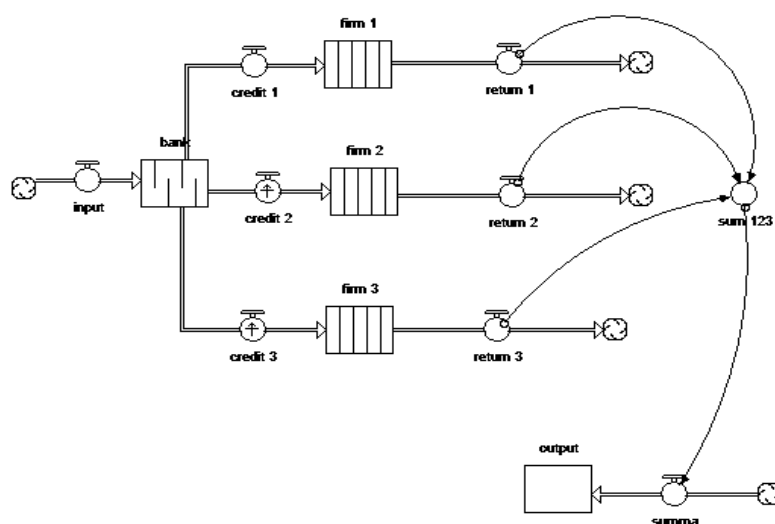 firm 1
credit 1
return 1
bank
firm 2
input
credit 2
return 2
sum 123
firm 3
credit 3
return 3
output
summa